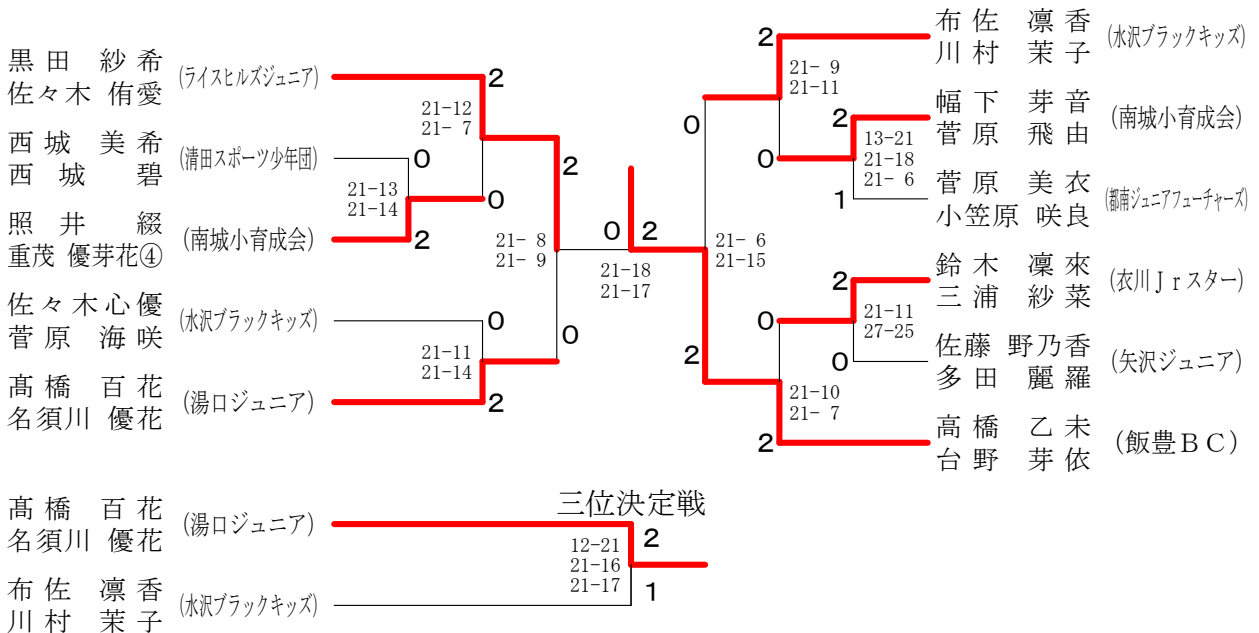 黒田 紗希
佐々木 侑愛
(ライスヒルズジュニア)
2
21-12
21- 7
西城 美希
西城 碧
(清田スポーツ少年団)
0
21-13
21-14
0
照井 綴
重茂 優芽花④
(南城小育成会)
2
2
21- 8
21- 9
0
佐々木心優
菅原 海咲
(水沢ブラックキッズ)
0
21-11
21-14
髙橋 百花
名須川 優花
(湯口ジュニア)
2
0 2
21-18
21-17
布佐 凛香
川村 茉子
(水沢ブラックキッズ)
2
21- 9
21-11
0
幅下 芽音
菅原 飛由
(南城小育成会)
2
13-21
21-18
21- 6
0
菅原 美衣
小笠原 咲良
(都南ジュニアフューチャーズ)
1
21- 6
21-15
鈴木 凜來
三浦 紗菜
(衣川Jrスター)
2
21-11
27-25
0
佐藤 野乃香
多田 麗羅
(矢沢ジュニア)
0
2
21-10
21- 7
高橋 乙未
台野 芽依
(飯豊BC)
2
三位決定戦
髙橋 百花
名須川 優花
(湯口ジュニア)
2
12-21
21-16
21-17
布佐 凛香
川村 茉子
(水沢ブラックキッズ)
1